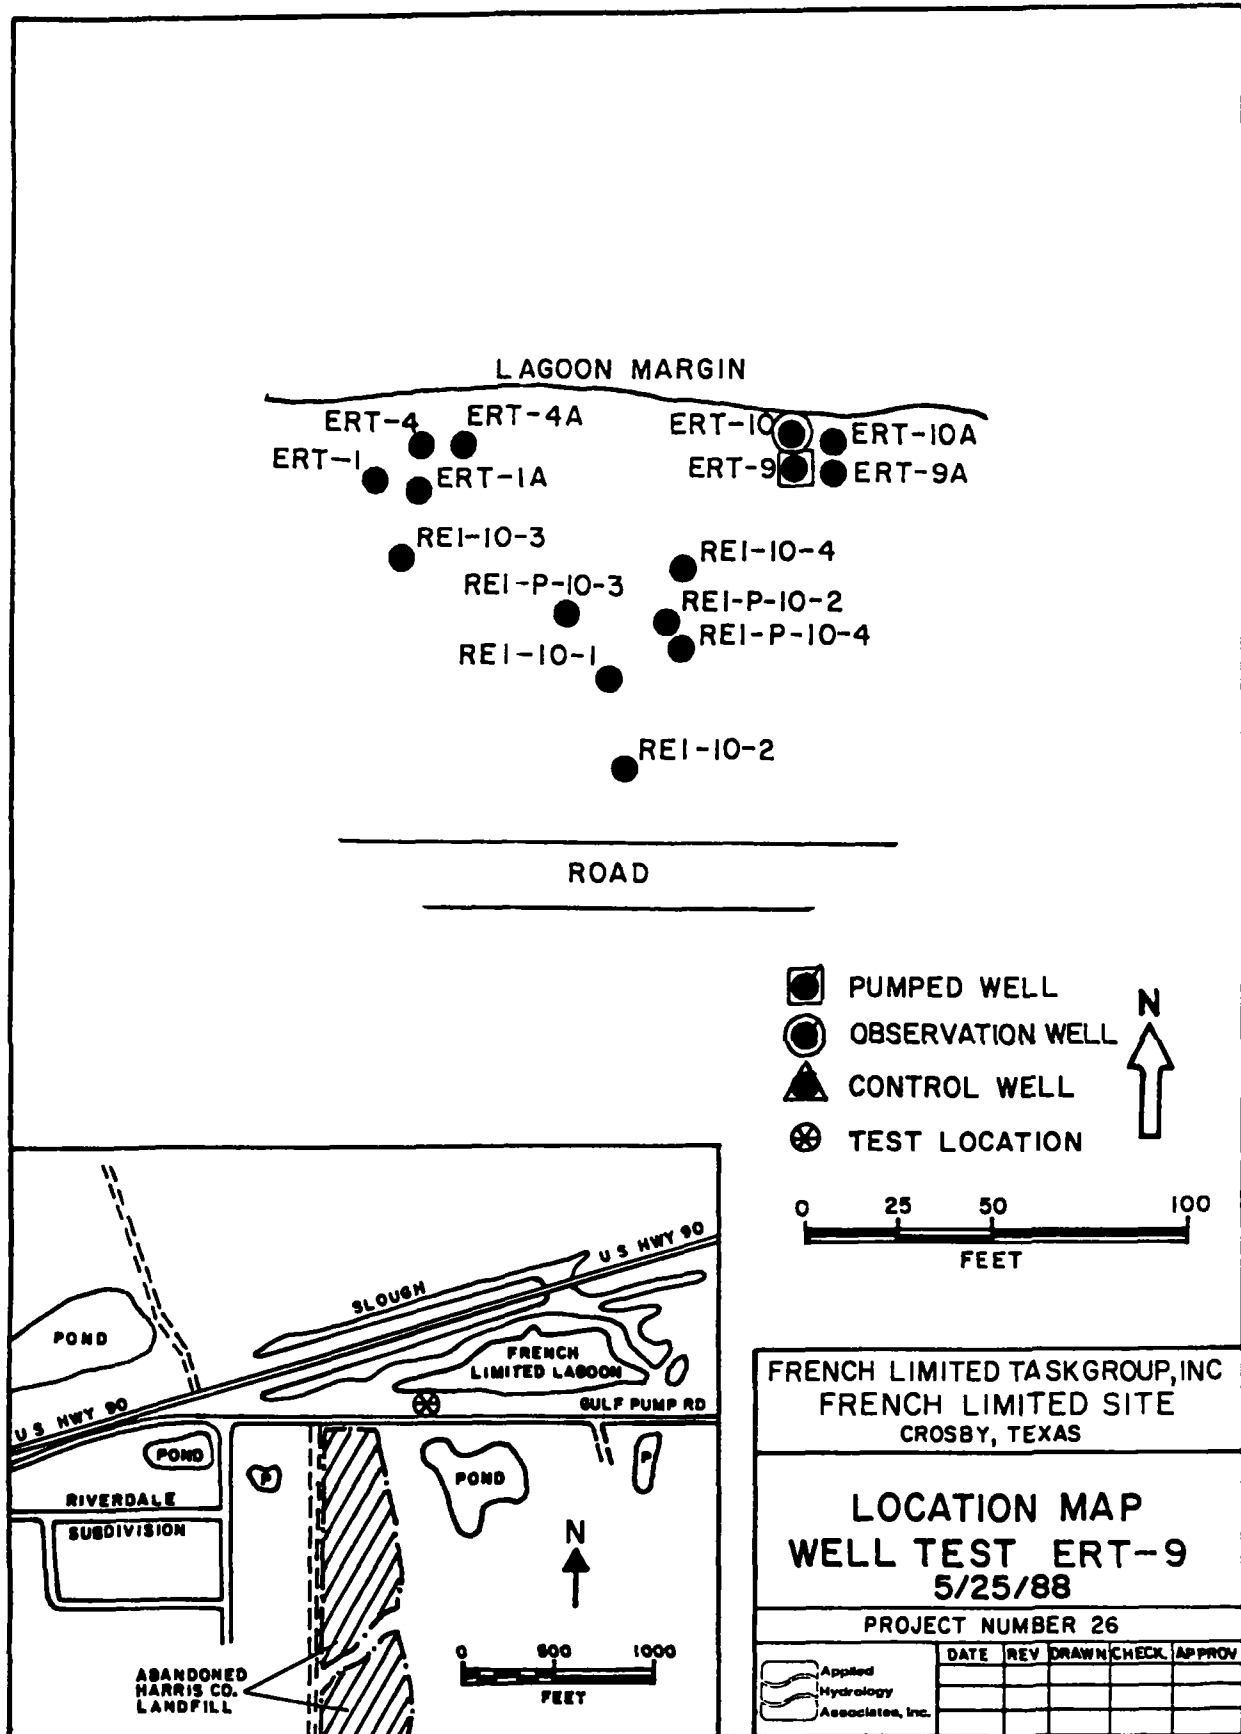 LAGOON MARGIN
ERT-4
ERT-4A
ERT-10
ERT-10A
ERT-1
ERT-1A
ERT-9
ERT-9A
REI-10-3
REI-10-4
REI-P-10-3
REI-P-10-2
REI-P-10-4
REI-10-1
REI-10-2
ROAD
PUMPED WELL
OBSERVATION WELL
CONTROL WELL
TEST LOCATION
N
0 25 50 100
FEET
U S HWY 90
SLOUGH
POND
FRENCH
LIMITED LAGOON
U S HWY 90
GULF PUMP RD
POND
P
POND
P
RIVERDALE
SUBDIVISION
N
0 500 1000
FEET
ABANDONED
HARRIS CO.
LANDFILL
FRENCH LIMITED TASKGROUP, INC
FRENCH LIMITED SITE
CROSBY, TEXAS
LOCATION MAP
WELL TEST ERT-9
5/25/88
PROJECT NUMBER 26
DATE REV DRAWN CHECK. APPROV
Applied
Hydrology
Associates, Inc.